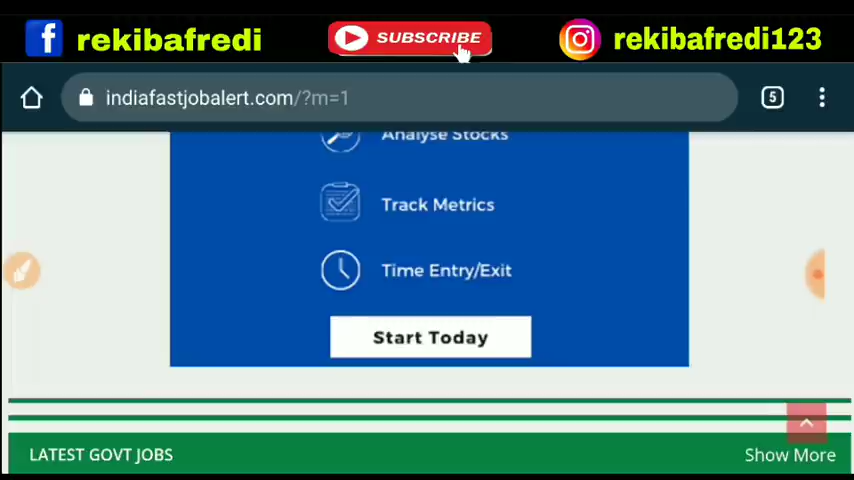 rekibafredi
SUBSCRIBE
rekibafredi123
indiafastjobalert.com/?m=1
5
Analyse Stocks
Track Metrics
Time Entry/Exit
Start Today
LATEST GOVT JOBS
Show More